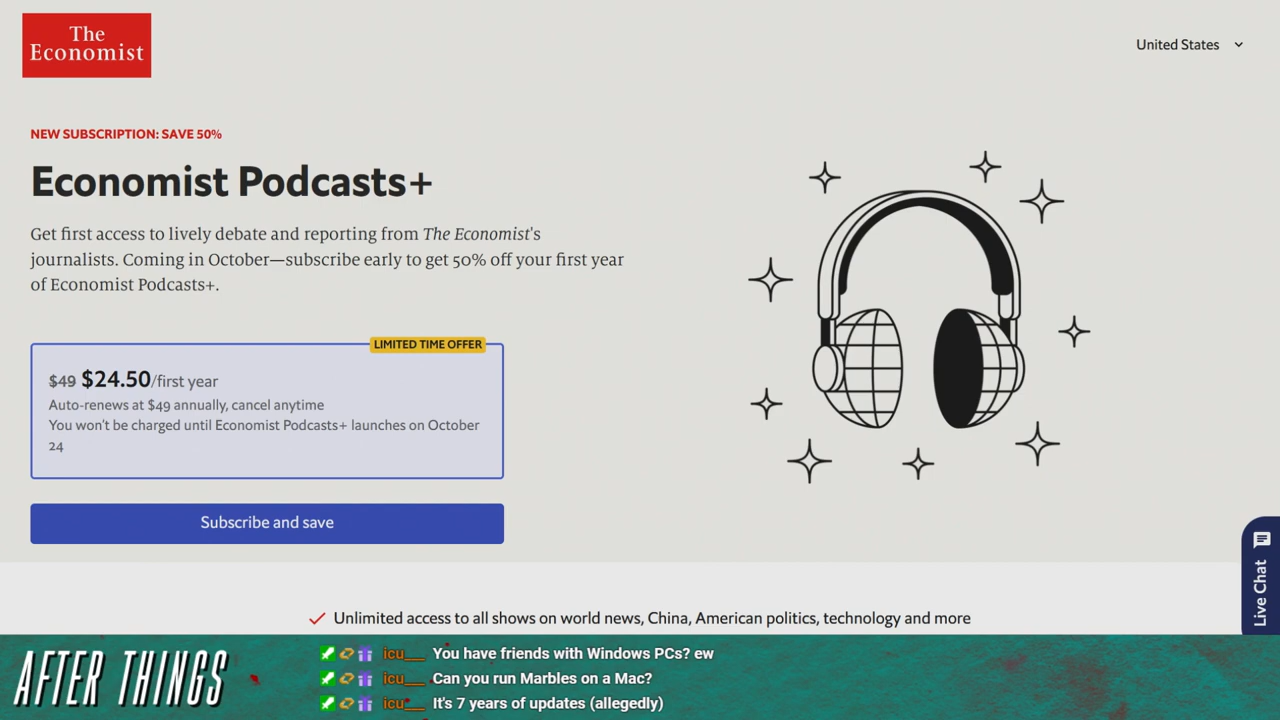 The
Economist
United States
NEW SUBSCRIPTION: SAVE 50%
Economist Podcasts+
Get first access to lively debate and reporting from The Economist's
journalists. Coming in October—subscribe early to get 50% off your first year
of Economist Podcasts+.
LIMITED TIME OFFER
$49 $24.50/first year
Auto-renews at $49 annually, cancel anytime
You won't be charged until Economist Podcasts+ launches on October
24
Subscribe and save
Live Chat
Unlimited access to all shows on world news, China, American politics, technology and more
AFTER THINGS
icu__ You have friends with Windows PCs? ew
icu__ Can you run Marbles on a Mac?
icu__ It's 7 years of updates (allegedly)